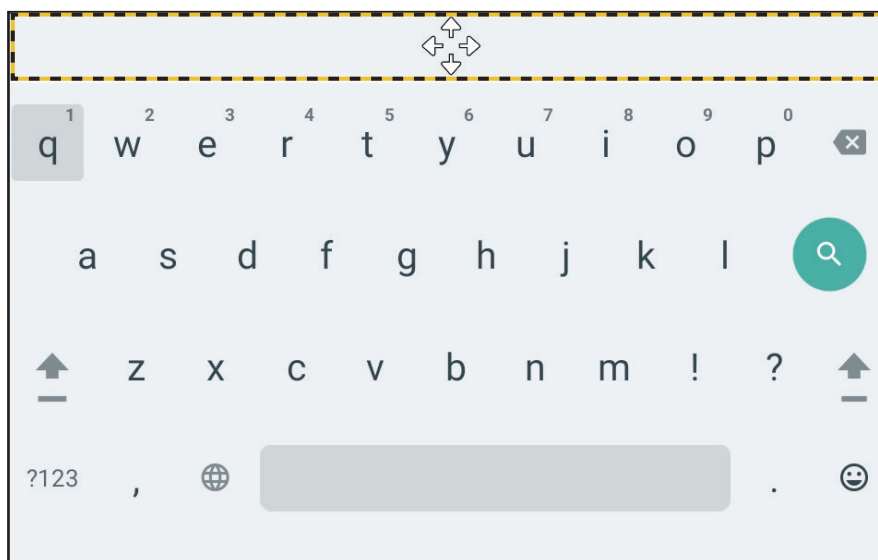 1 2 3 4 5 6 7 8 9 0
q w e r t y u i o p
a s d f g h j k l
z x c v b n m ! ?
?123 , .